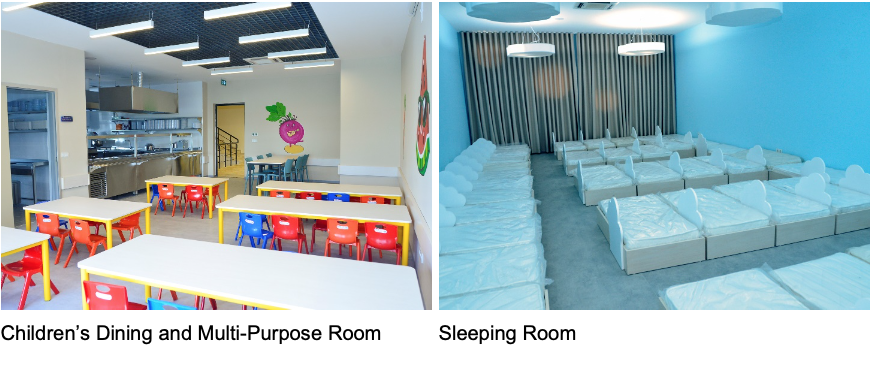 Children's Dining and Multi-Purpose Room
Sleeping Room